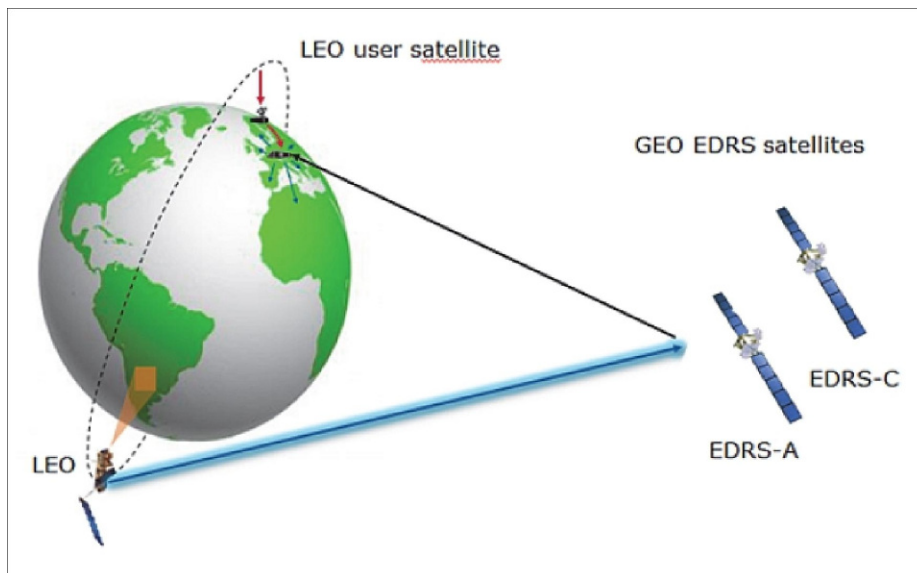 LEO user satellite
GEO EDRS satellites
EDRS-C
EDRS-A
LEO